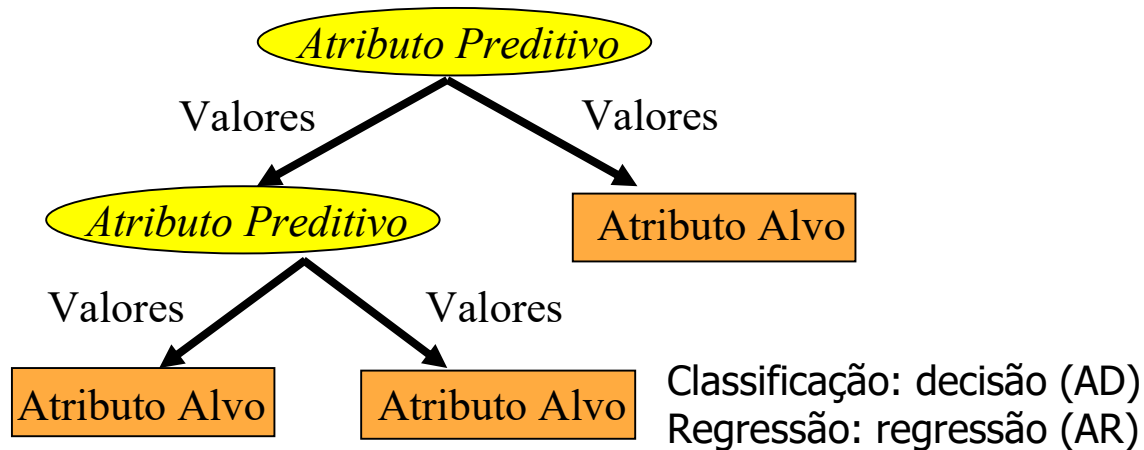 Atributo Preditivo
Valores
Valores
Atributo Preditivo
Atributo Alvo
Valores
Valores
Atributo Alvo
Atributo Alvo
Classificação: decisão (AD)
Regressão: regressão (AR)